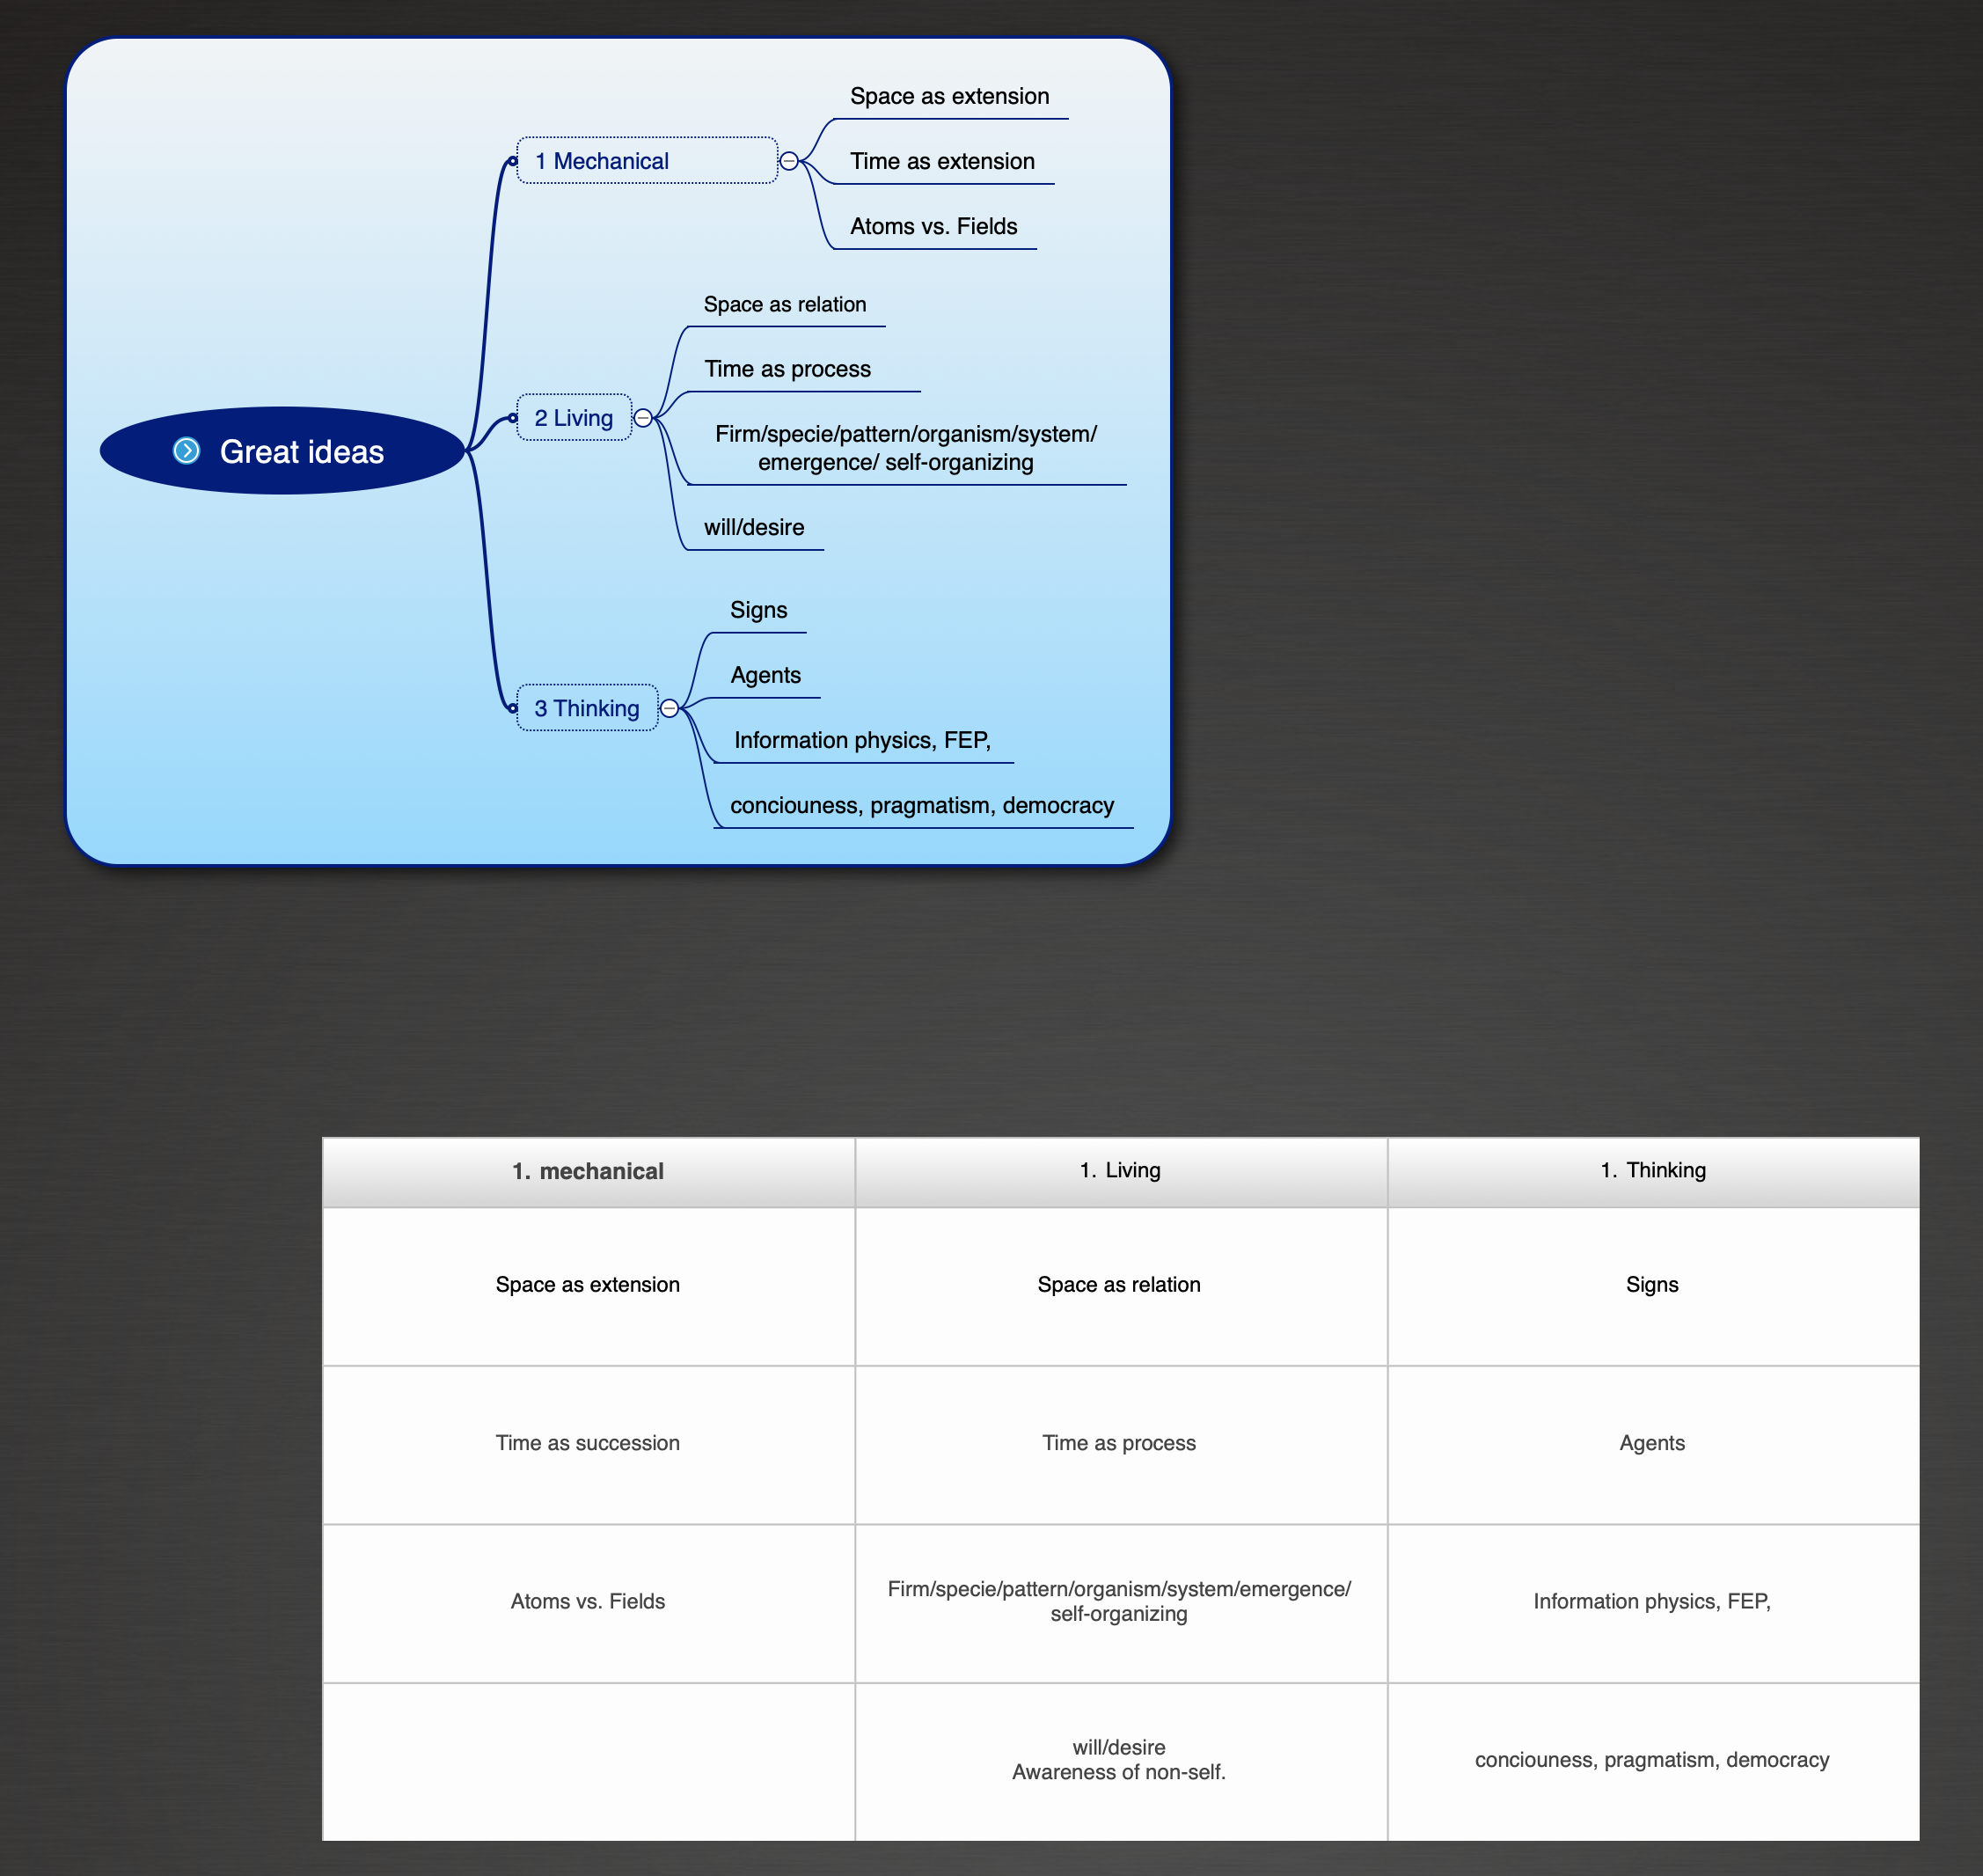 Great ideas
1 Mechanical
Space as extension
Time as extension
Atoms vs. Fields
2 Living
Space as relation
Time as process
Firm/specie/pattern/organism/system/
emergence/ self-organizing
will/desire
3 Thinking
Signs
Agents
Information physics, FEP,
conciouness, pragmatism, democracy
1. mechanical
1. Living
1. Thinking
Space as extension
Space as relation
Signs
Time as succession
Time as process
Agents
Atoms vs. Fields
Firm/specie/pattern/organism/system/emergence/
self-organizing
Information physics, FEP,
will/desire
Awareness of non-self.
conciouness, pragmatism, democracy